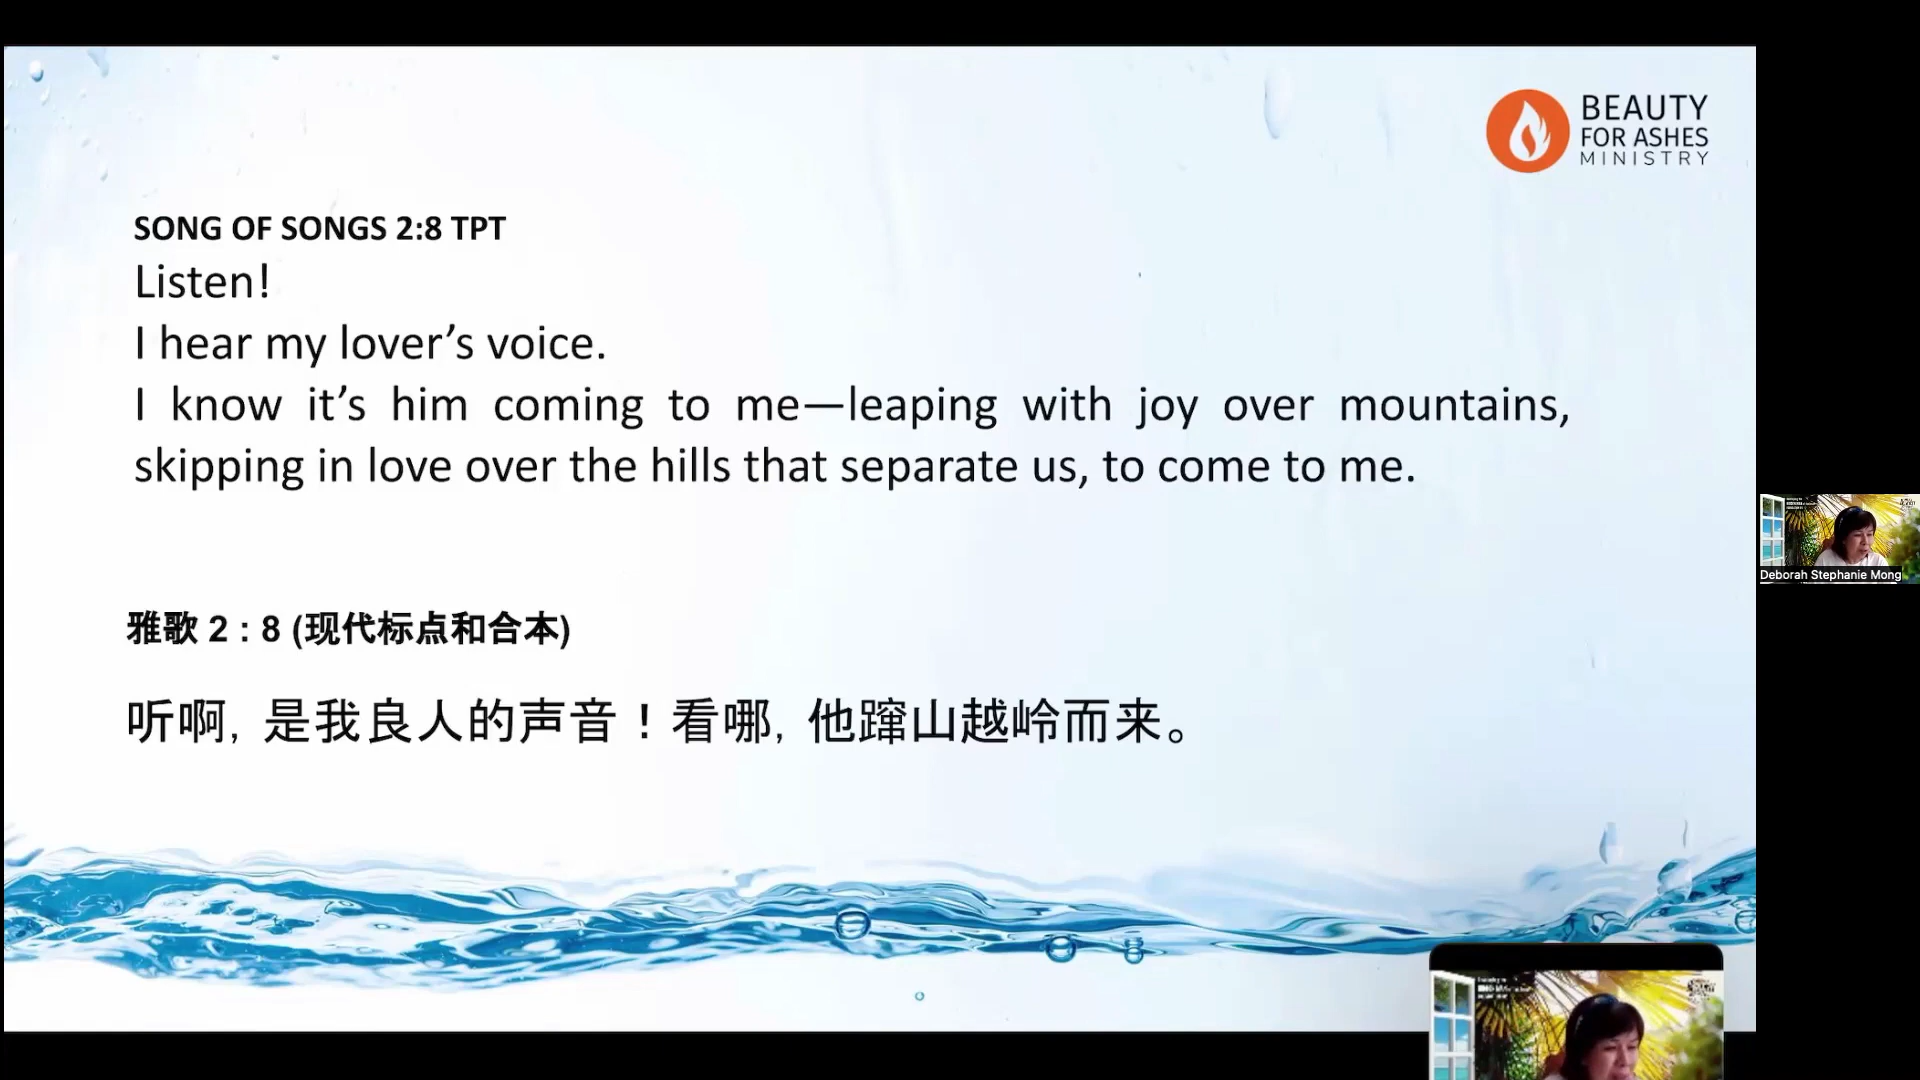 BEAUTY
FOR ASHES
MINISTRY
SONG OF SONGS 2:8 TPT
Listen!
I hear my lover’s voice.
I know it’s him coming to me—leaping with joy over mountains,
skipping in love over the hills that separate us, to come to me.
Deborah Stephanie Mong
雅歌 2 : 8 (现代标点和合本)
听啊, 是我良人的声音！看哪, 他蹿山越岭而来。